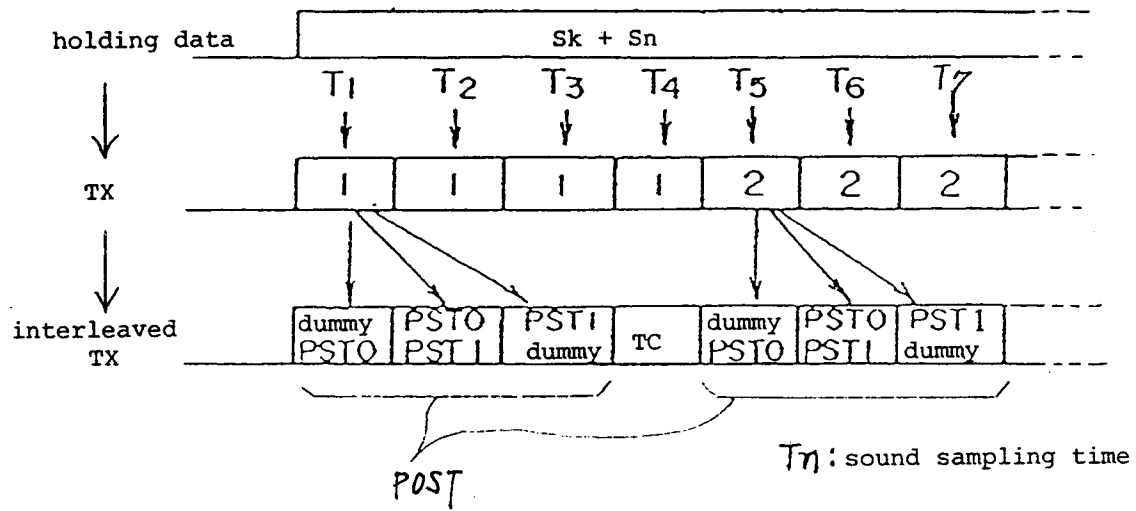 holding data
Sk + Sn
T1 T2 T3 T4 T5 T6 T7
TX
1 1 1 1 2 2 2
interleaved
TX
dummy
PST0
PST0
PST1
PST1
dummy
TC
dummy
PST0
PST0
PST1
PST1
dummy
POST
Tn: sound sampling time